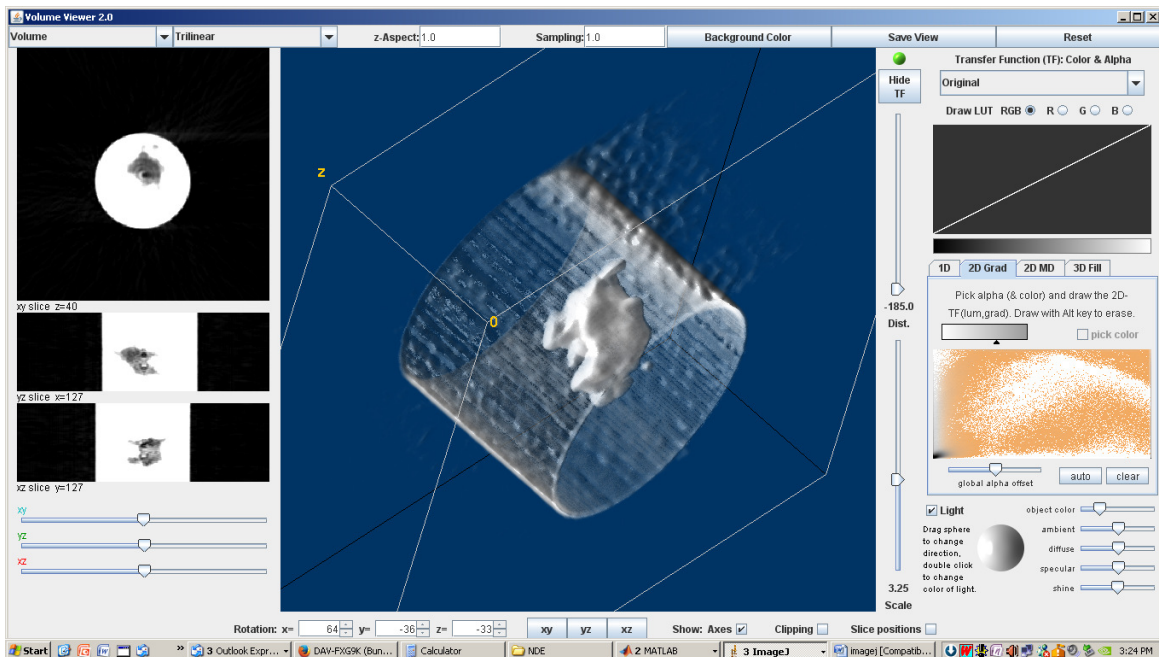 Volume Viewer 2.0
Volume
Trilinear
z-Aspect: 1.0
Sampling: 1.0
Background Color
Save View
Reset
xy slice z=40
yz slice x=127
xz slice y=127
xy
yz
xz
z
0
Hide
TF
-185.0
Dist.
3.25
Scale
Transfer Function (TF): Color & Alpha
Original
Draw LUT RGB R G B
1D 2D Grad 2D MD 3D Fill
Pick alpha (& color) and draw the 2D-
TF(lum,grad). Draw with Alt key to erase.
pick color
global alpha offset
auto
clear
Light
Drag sphere
to change
direction,
double click
to change
color of light.
object color
ambient
diffuse
specular
shine
Rotation: x= 64 y= -36 z= -33 xy yz xz Show: Axes Clipping Slice positions
Start » 3 Outlook Expr... DAV-FXG9K (Bun... Calculator NDE 2 MATLAB 3 ImageJ imagej [Compatib... 3:24 PM